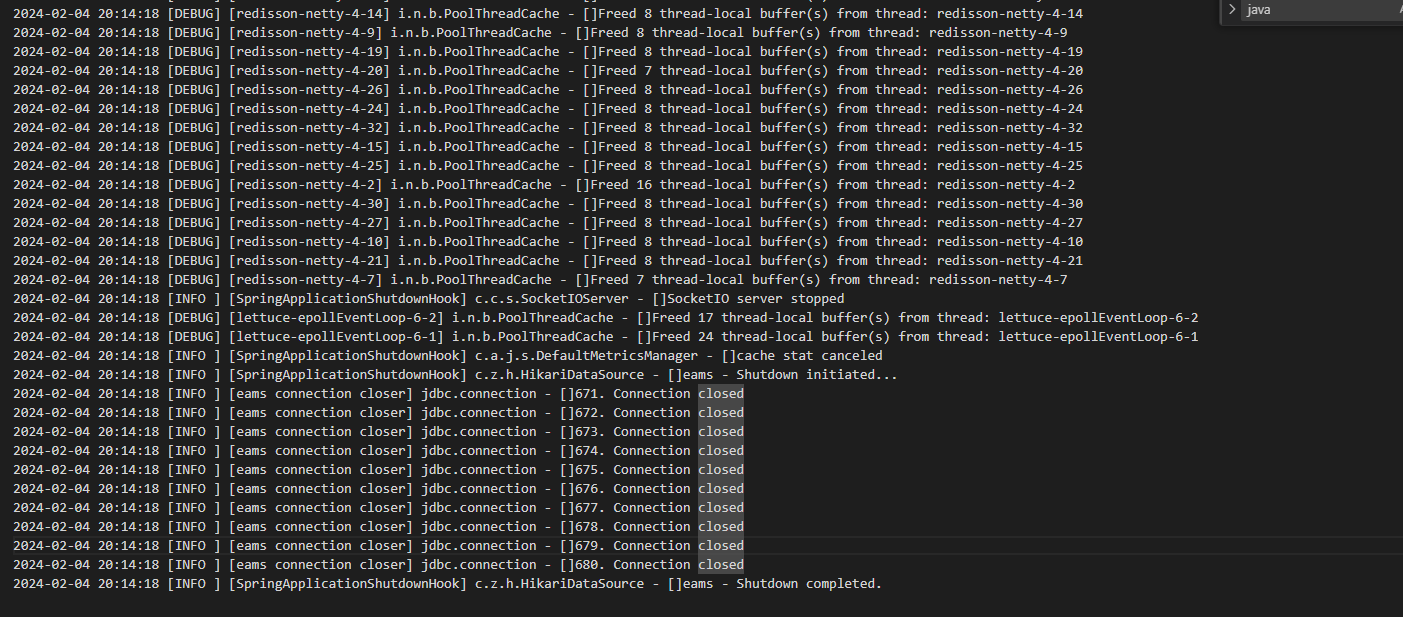 java
2024-02-04 20:14:18 [DEBUG] [redisson-netty-4-14] i.n.b.PoolThreadCache - []Freed 8 thread-local buffer(s) from thread: redisson-netty-4-14
2024-02-04 20:14:18 [DEBUG] [redisson-netty-4-9] i.n.b.PoolThreadCache - []Freed 8 thread-local buffer(s) from thread: redisson-netty-4-9
2024-02-04 20:14:18 [DEBUG] [redisson-netty-4-19] i.n.b.PoolThreadCache - []Freed 8 thread-local buffer(s) from thread: redisson-netty-4-19
2024-02-04 20:14:18 [DEBUG] [redisson-netty-4-20] i.n.b.PoolThreadCache - []Freed 7 thread-local buffer(s) from thread: redisson-netty-4-20
2024-02-04 20:14:18 [DEBUG] [redisson-netty-4-26] i.n.b.PoolThreadCache - []Freed 8 thread-local buffer(s) from thread: redisson-netty-4-26
2024-02-04 20:14:18 [DEBUG] [redisson-netty-4-24] i.n.b.PoolThreadCache - []Freed 8 thread-local buffer(s) from thread: redisson-netty-4-24
2024-02-04 20:14:18 [DEBUG] [redisson-netty-4-32] i.n.b.PoolThreadCache - []Freed 8 thread-local buffer(s) from thread: redisson-netty-4-32
2024-02-04 20:14:18 [DEBUG] [redisson-netty-4-15] i.n.b.PoolThreadCache - []Freed 8 thread-local buffer(s) from thread: redisson-netty-4-15
2024-02-04 20:14:18 [DEBUG] [redisson-netty-4-25] i.n.b.PoolThreadCache - []Freed 8 thread-local buffer(s) from thread: redisson-netty-4-25
2024-02-04 20:14:18 [DEBUG] [redisson-netty-4-2] i.n.b.PoolThreadCache - []Freed 16 thread-local buffer(s) from thread: redisson-netty-4-2
2024-02-04 20:14:18 [DEBUG] [redisson-netty-4-30] i.n.b.PoolThreadCache - []Freed 8 thread-local buffer(s) from thread: redisson-netty-4-30
2024-02-04 20:14:18 [DEBUG] [redisson-netty-4-27] i.n.b.PoolThreadCache - []Freed 8 thread-local buffer(s) from thread: redisson-netty-4-27
2024-02-04 20:14:18 [DEBUG] [redisson-netty-4-10] i.n.b.PoolThreadCache - []Freed 8 thread-local buffer(s) from thread: redisson-netty-4-10
2024-02-04 20:14:18 [DEBUG] [redisson-netty-4-21] i.n.b.PoolThreadCache - []Freed 8 thread-local buffer(s) from thread: redisson-netty-4-21
2024-02-04 20:14:18 [DEBUG] [redisson-netty-4-7] i.n.b.PoolThreadCache - []Freed 7 thread-local buffer(s) from thread: redisson-netty-4-7
2024-02-04 20:14:18 [INFO ] [SpringApplicationShutdownHook] c.c.s.SocketIOServer - []SocketIO server stopped
2024-02-04 20:14:18 [DEBUG] [lettuce-epollEventLoop-6-2] i.n.b.PoolThreadCache - []Freed 17 thread-local buffer(s) from thread: lettuce-epollEventLoop-6-2
2024-02-04 20:14:18 [DEBUG] [lettuce-epollEventLoop-6-1] i.n.b.PoolThreadCache - []Freed 24 thread-local buffer(s) from thread: lettuce-epollEventLoop-6-1
2024-02-04 20:14:18 [INFO ] [SpringApplicationShutdownHook] c.a.j.s.DefaultMetricsManager - []cache stat canceled
2024-02-04 20:14:18 [INFO ] [SpringApplicationShutdownHook] c.z.h.HikariDataSource - []eams - Shutdown initiated...
2024-02-04 20:14:18 [INFO ] [eams connection closer] jdbc.connection - []671. Connection closed
2024-02-04 20:14:18 [INFO ] [eams connection closer] jdbc.connection - []672. Connection closed
2024-02-04 20:14:18 [INFO ] [eams connection closer] jdbc.connection - []673. Connection closed
2024-02-04 20:14:18 [INFO ] [eams connection closer] jdbc.connection - []674. Connection closed
2024-02-04 20:14:18 [INFO ] [eams connection closer] jdbc.connection - []675. Connection closed
2024-02-04 20:14:18 [INFO ] [eams connection closer] jdbc.connection - []676. Connection closed
2024-02-04 20:14:18 [INFO ] [eams connection closer] jdbc.connection - []677. Connection closed
2024-02-04 20:14:18 [INFO ] [eams connection closer] jdbc.connection - []678. Connection closed
2024-02-04 20:14:18 [INFO ] [eams connection closer] jdbc.connection - []679. Connection closed
2024-02-04 20:14:18 [INFO ] [eams connection closer] jdbc.connection - []680. Connection closed
2024-02-04 20:14:18 [INFO ] [SpringApplicationShutdownHook] c.z.h.HikariDataSource - []eams - Shutdown completed.